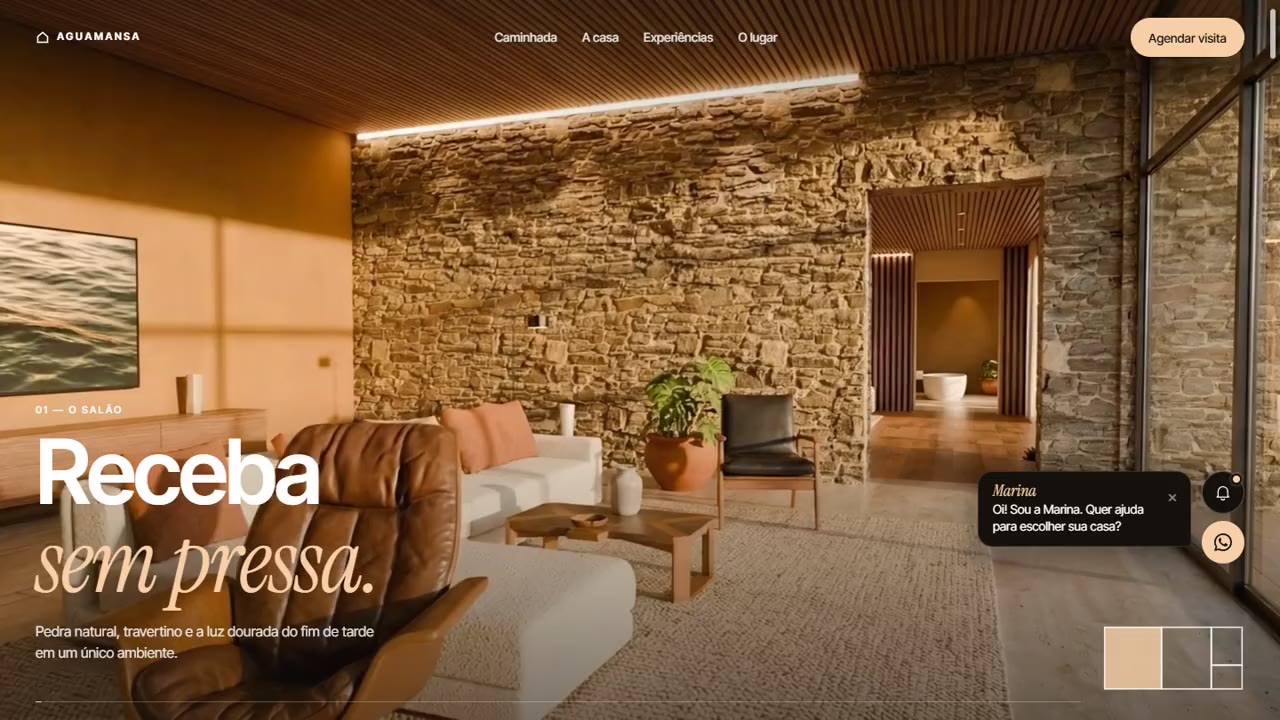 AGUAMANSA
Caminhada
A casa
Experiências
O lugar
Agendar visita
01 — O SALÃO
Receba
sem pressa.
Pedra natural, travertino e a luz dourada do fim de tarde
em um único ambiente.
Marina
Oi! Sou a Marina. Quer ajuda
para escolher sua casa?